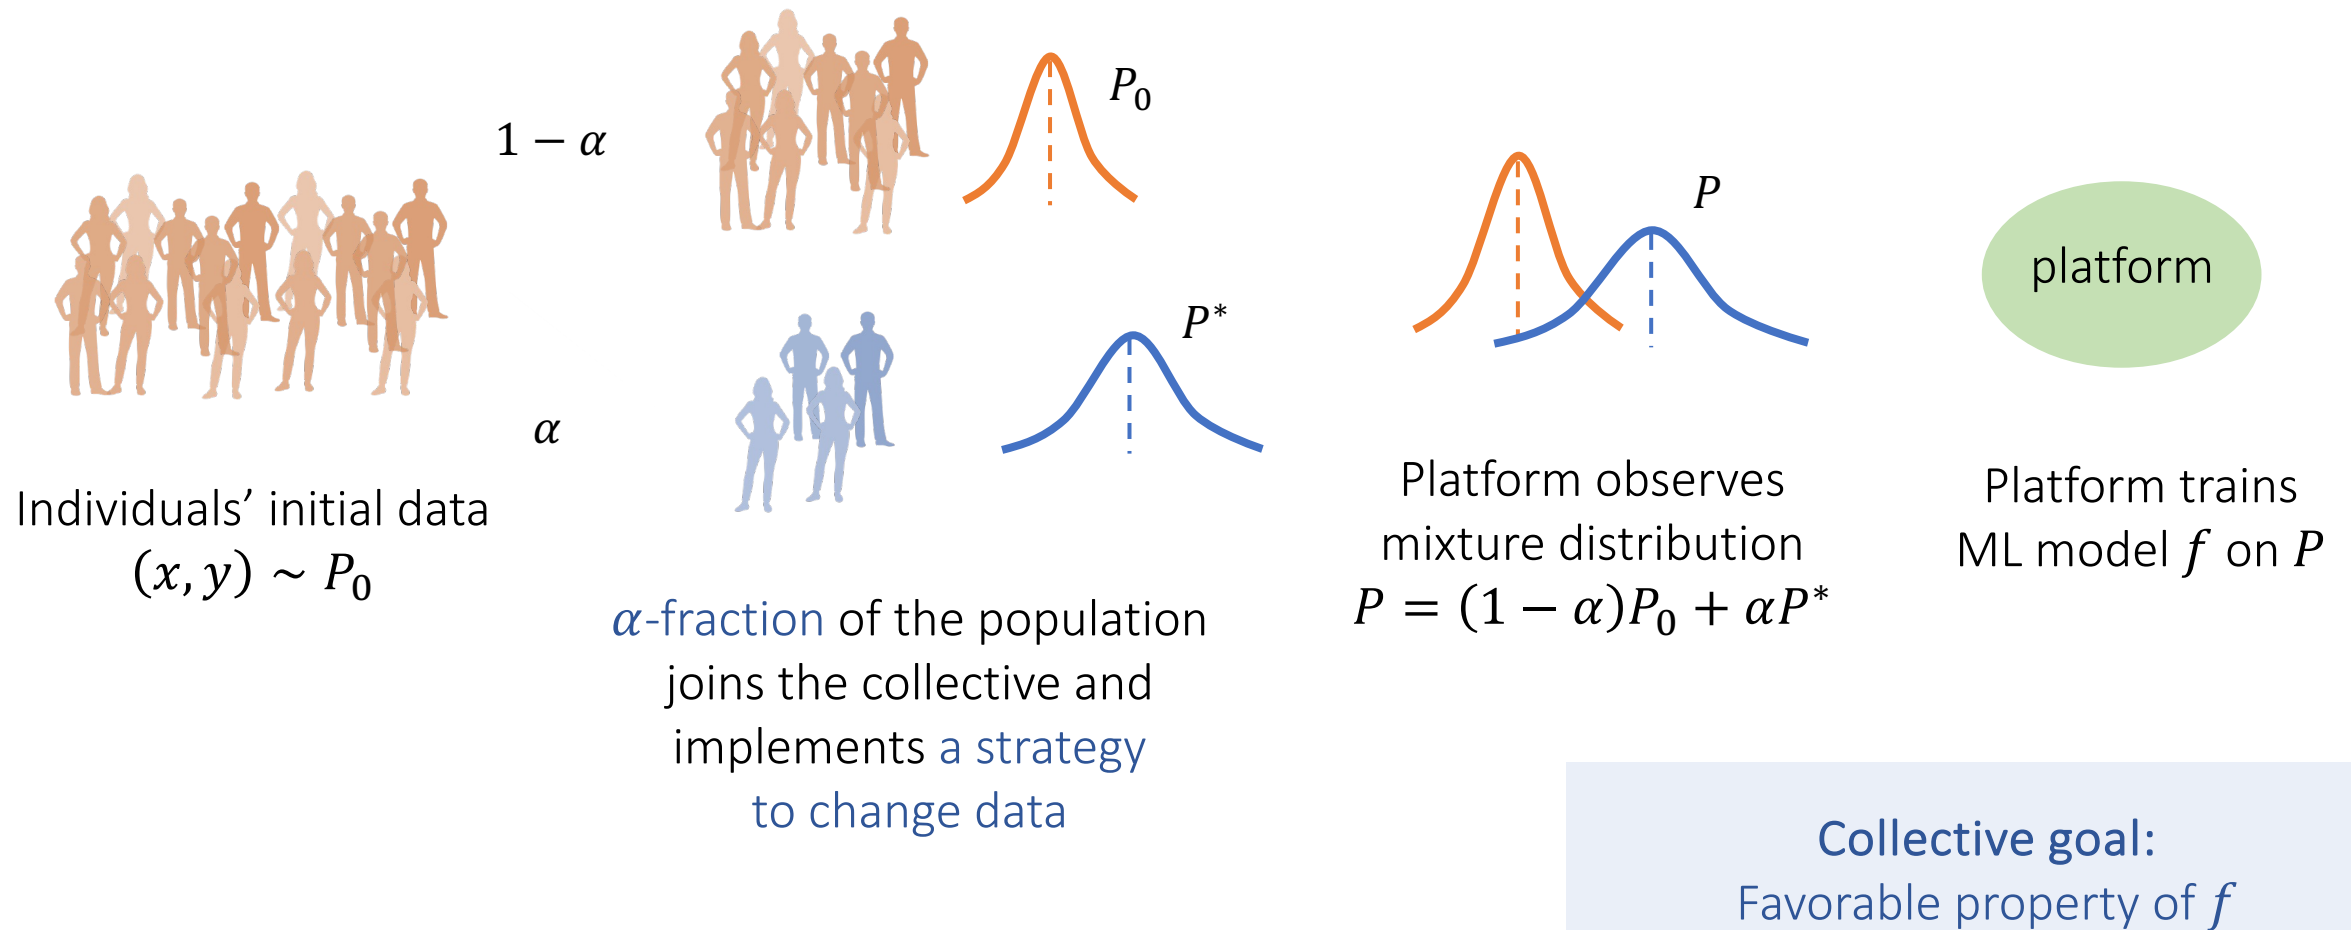 1 − α
P₀
P*
α
P
platform
Individuals’ initial data
(x, y) ~ P₀
α-fraction of the population
joins the collective and
implements a strategy
to change data
Platform observes
mixture distribution
P = (1 − α)P₀ + αP*
Platform trains
ML model f on P
Collective goal:
Favorable property of f